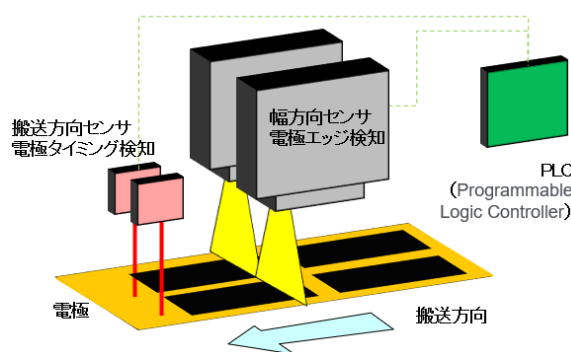 搬送方向センサ
電極タイミング検知
幅方向センサ
電極エッジ検知
PLC
(Programmable
Logic Controller)
電極
搬送方向